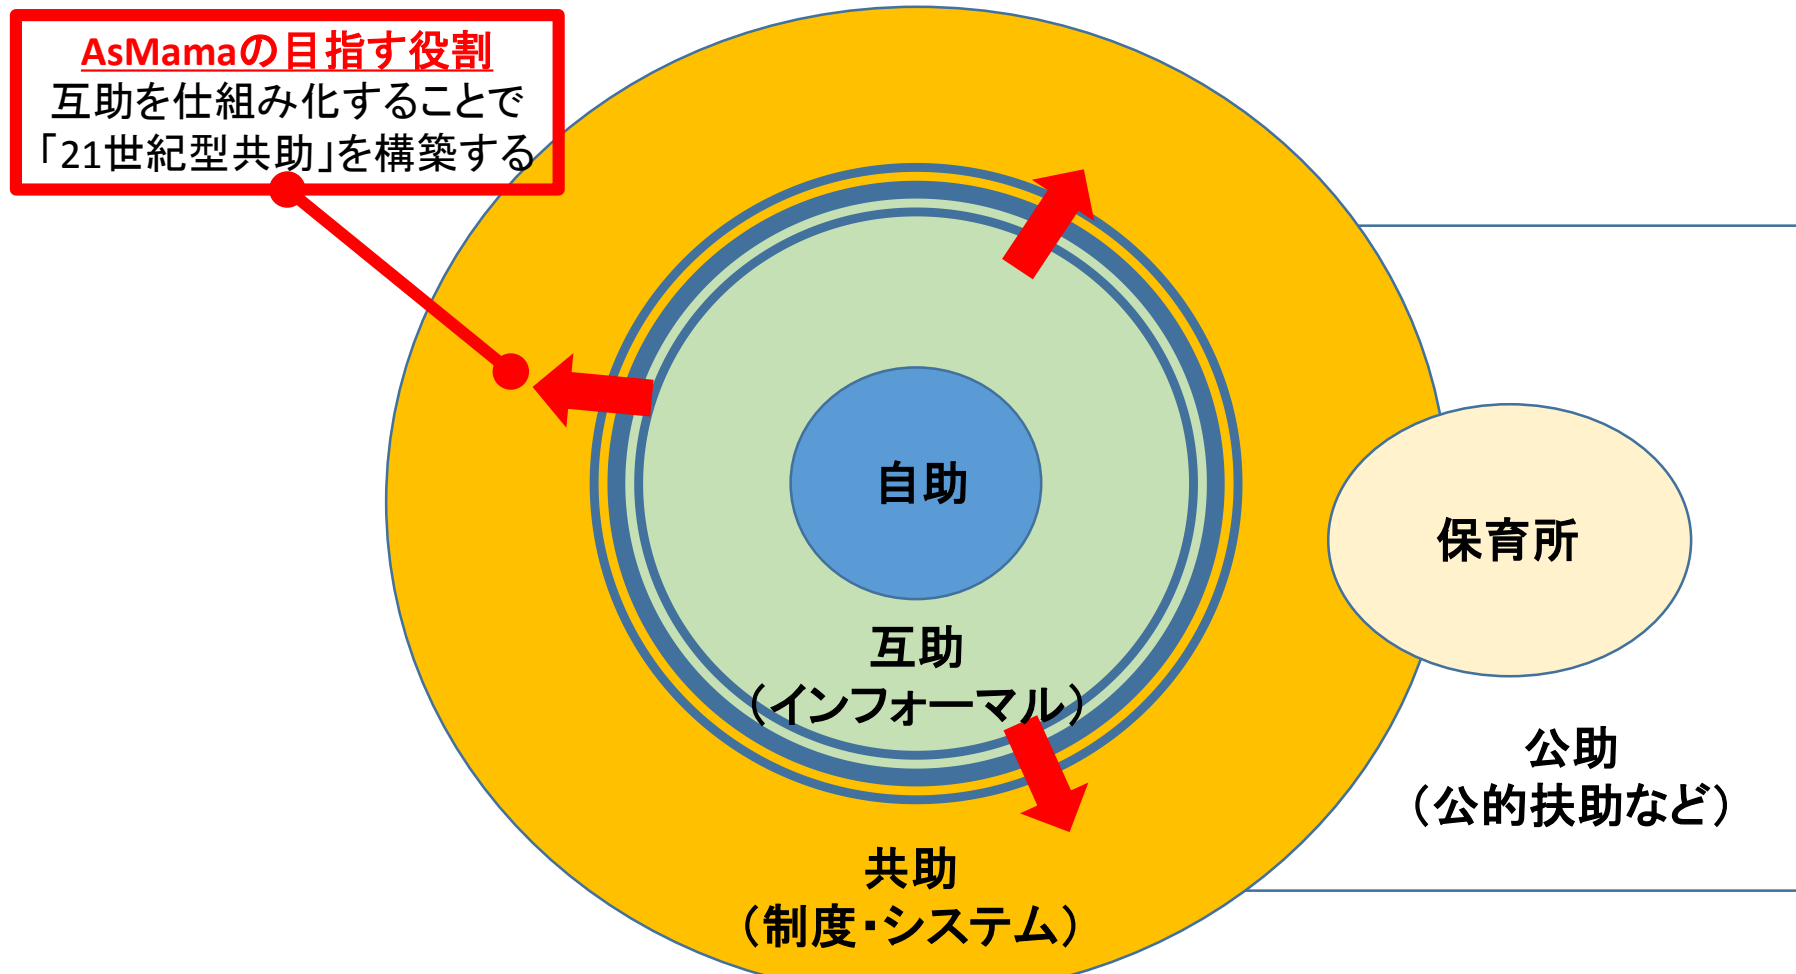 AsMamaの目指す役割
互助を仕組み化することで
「21世紀型共助」を構築する
自助
保育所
互助
（インフォーマル）
公助
（公的扶助など）
共助
（制度・システム）